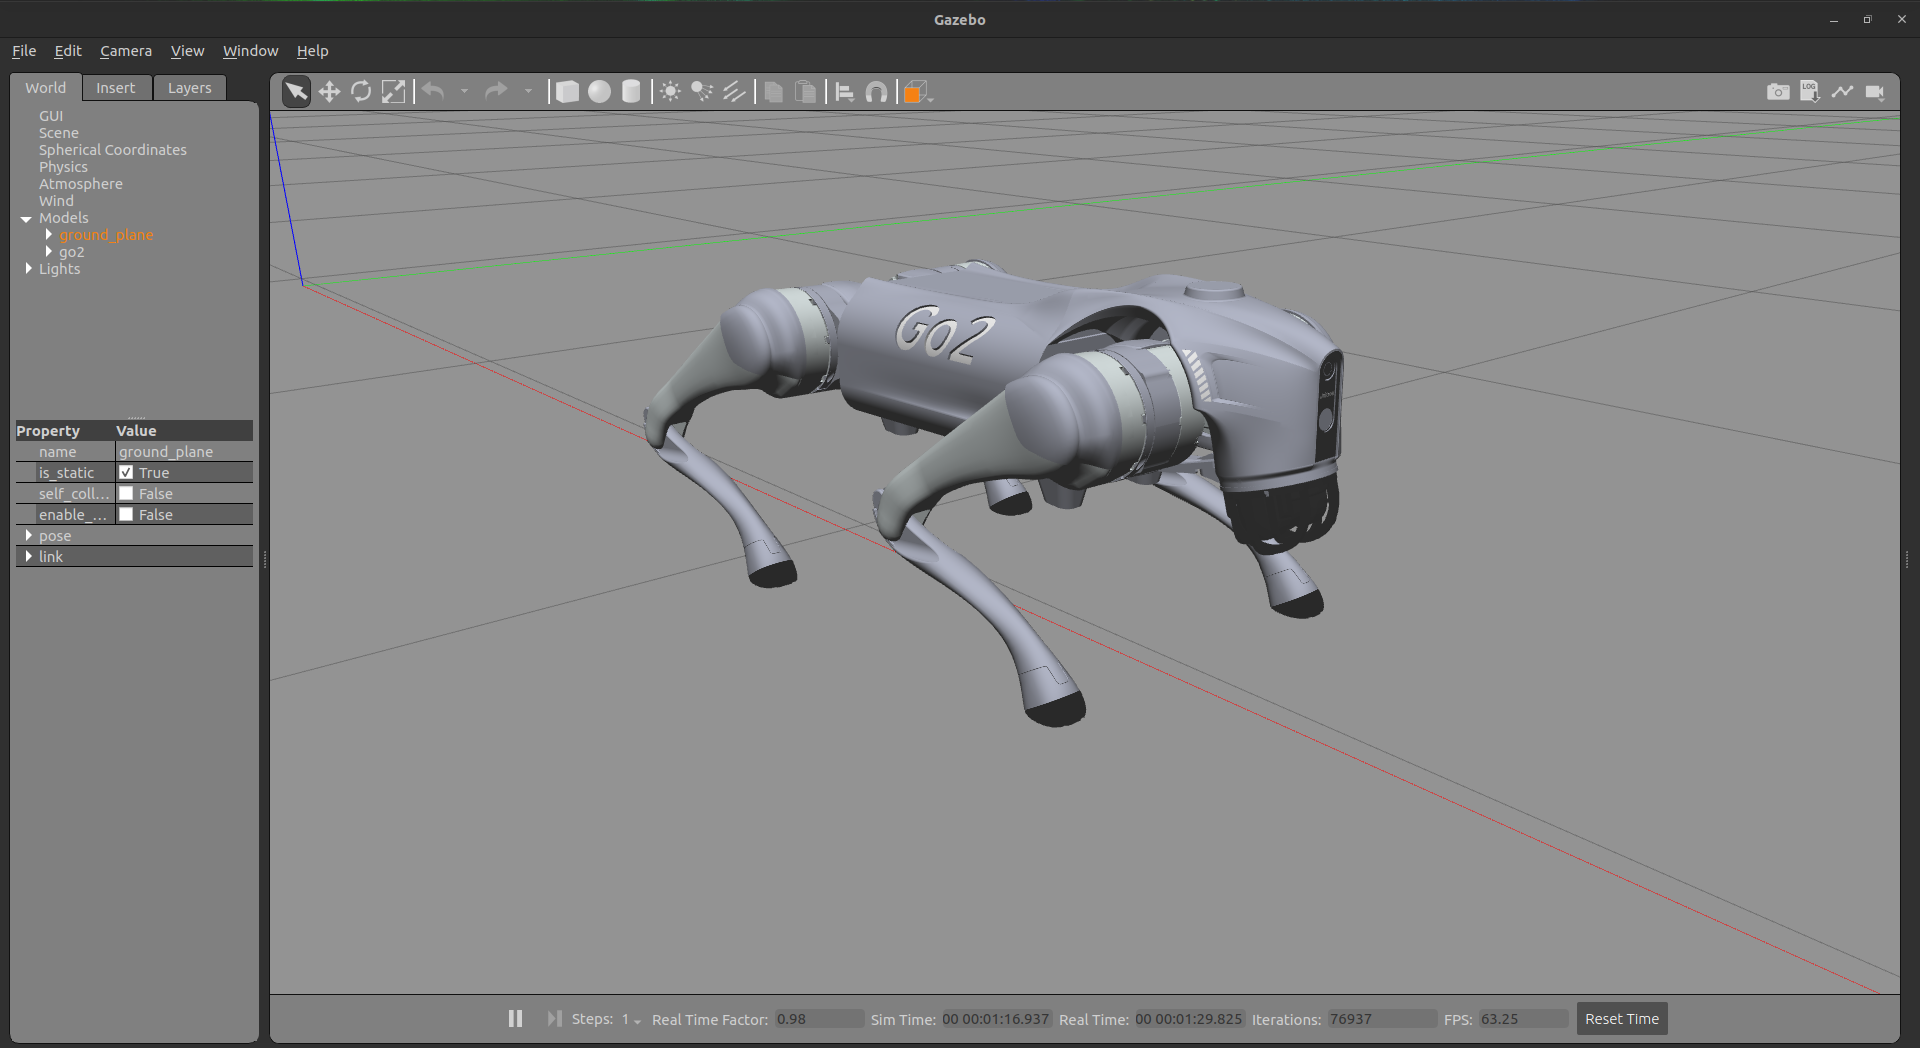 Gazebo
File Edit Camera View Window Help
World Insert Layers
GUI
Scene
Spherical Coordinates
Physics
Atmosphere
Wind
Models
ground_plane
go2
Lights
Property Value
name ground_plane
is_static True
self_coll... False
enable_... False
pose
link
LOG
Go2
Steps: 1 Real Time Factor: 0.98 Sim Time: 00 00:01:16.937 Real Time: 00 00:01:29.825 Iterations: 76937 FPS: 63.25 Reset Time